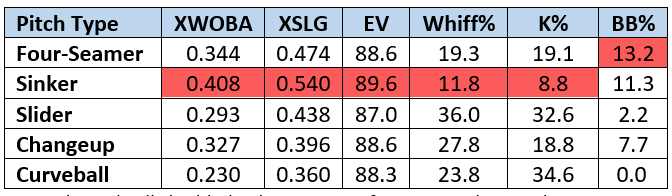 Pitch Type XWOBA XSLG EV Whiff% K% BB%
Four-Seamer 0.344 0.474 88.6 19.3 19.1 13.2
Sinker 0.408 0.540 89.6 11.8 8.8 11.3
Slider 0.293 0.438 87.0 36.0 32.6 2.2
Changeup 0.327 0.396 88.6 27.8 18.8 7.7
Curveball 0.230 0.360 88.3 23.8 34.6 0.0